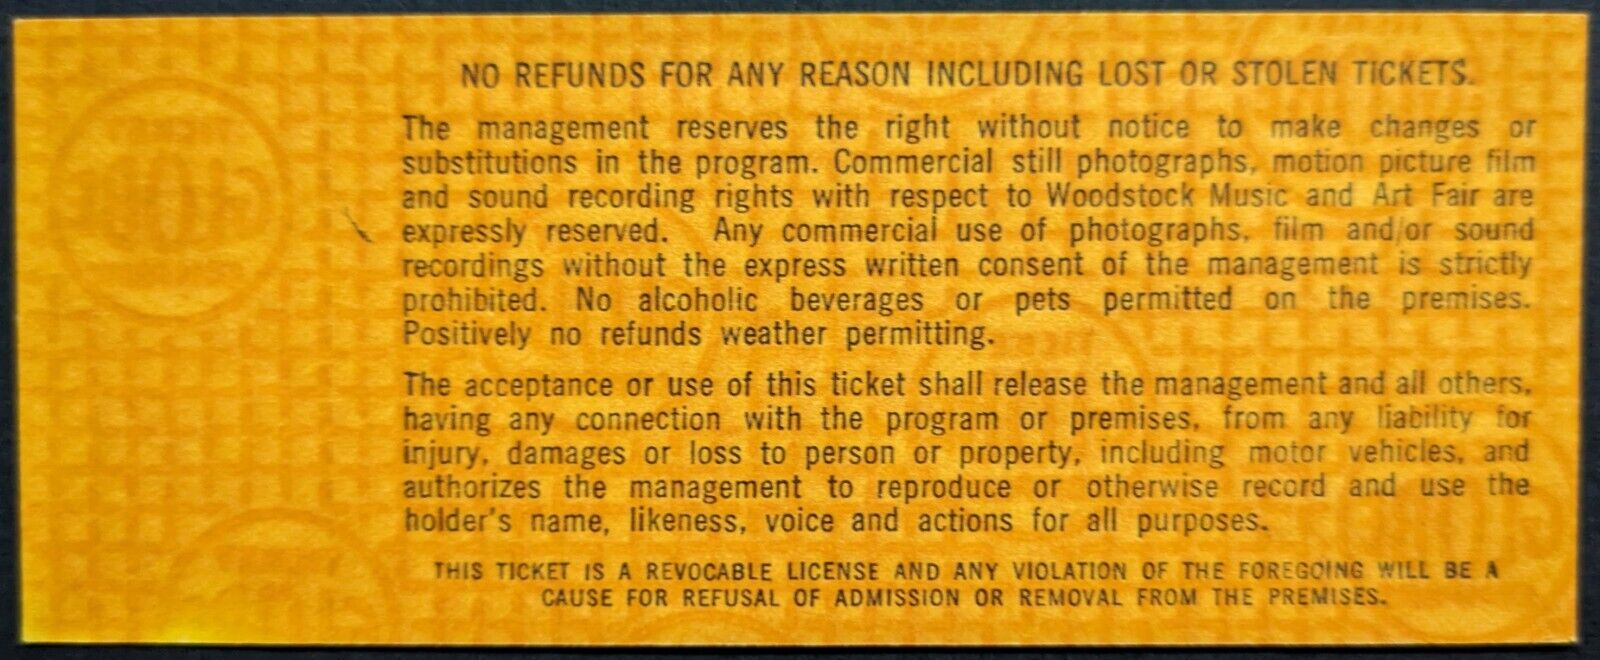 NO REFUNDS FOR ANY REASON INCLUDING LOST OR STOLEN TICKETS.
The management reserves the right without notice to make changes or
substitutions in the program. Commercial still photographs, motion picture film
and sound recording rights with respect to Woodstock Music and Art Fair are
expressly reserved. Any commercial use of photographs, film and/or sound
recordings without the express written consent of the management is strictly
prohibited. No alcoholic beverages or pets permitted on the premises.
Positively no refunds weather permitting.
The acceptance or use of this ticket shall release the management and all others,
having any connection with the program or premises, from any liability for
injury, damages or loss to person or property, including motor vehicles, and
authorizes the management to reproduce or otherwise record and use the
holder's name, likeness, voice and actions for all purposes.
THIS TICKET IS A REVOCABLE LICENSE AND ANY VIOLATION OF THE FOREGOING WILL BE A
CAUSE FOR REFUSAL OF ADMISSION OR REMOVAL FROM THE PREMISES.